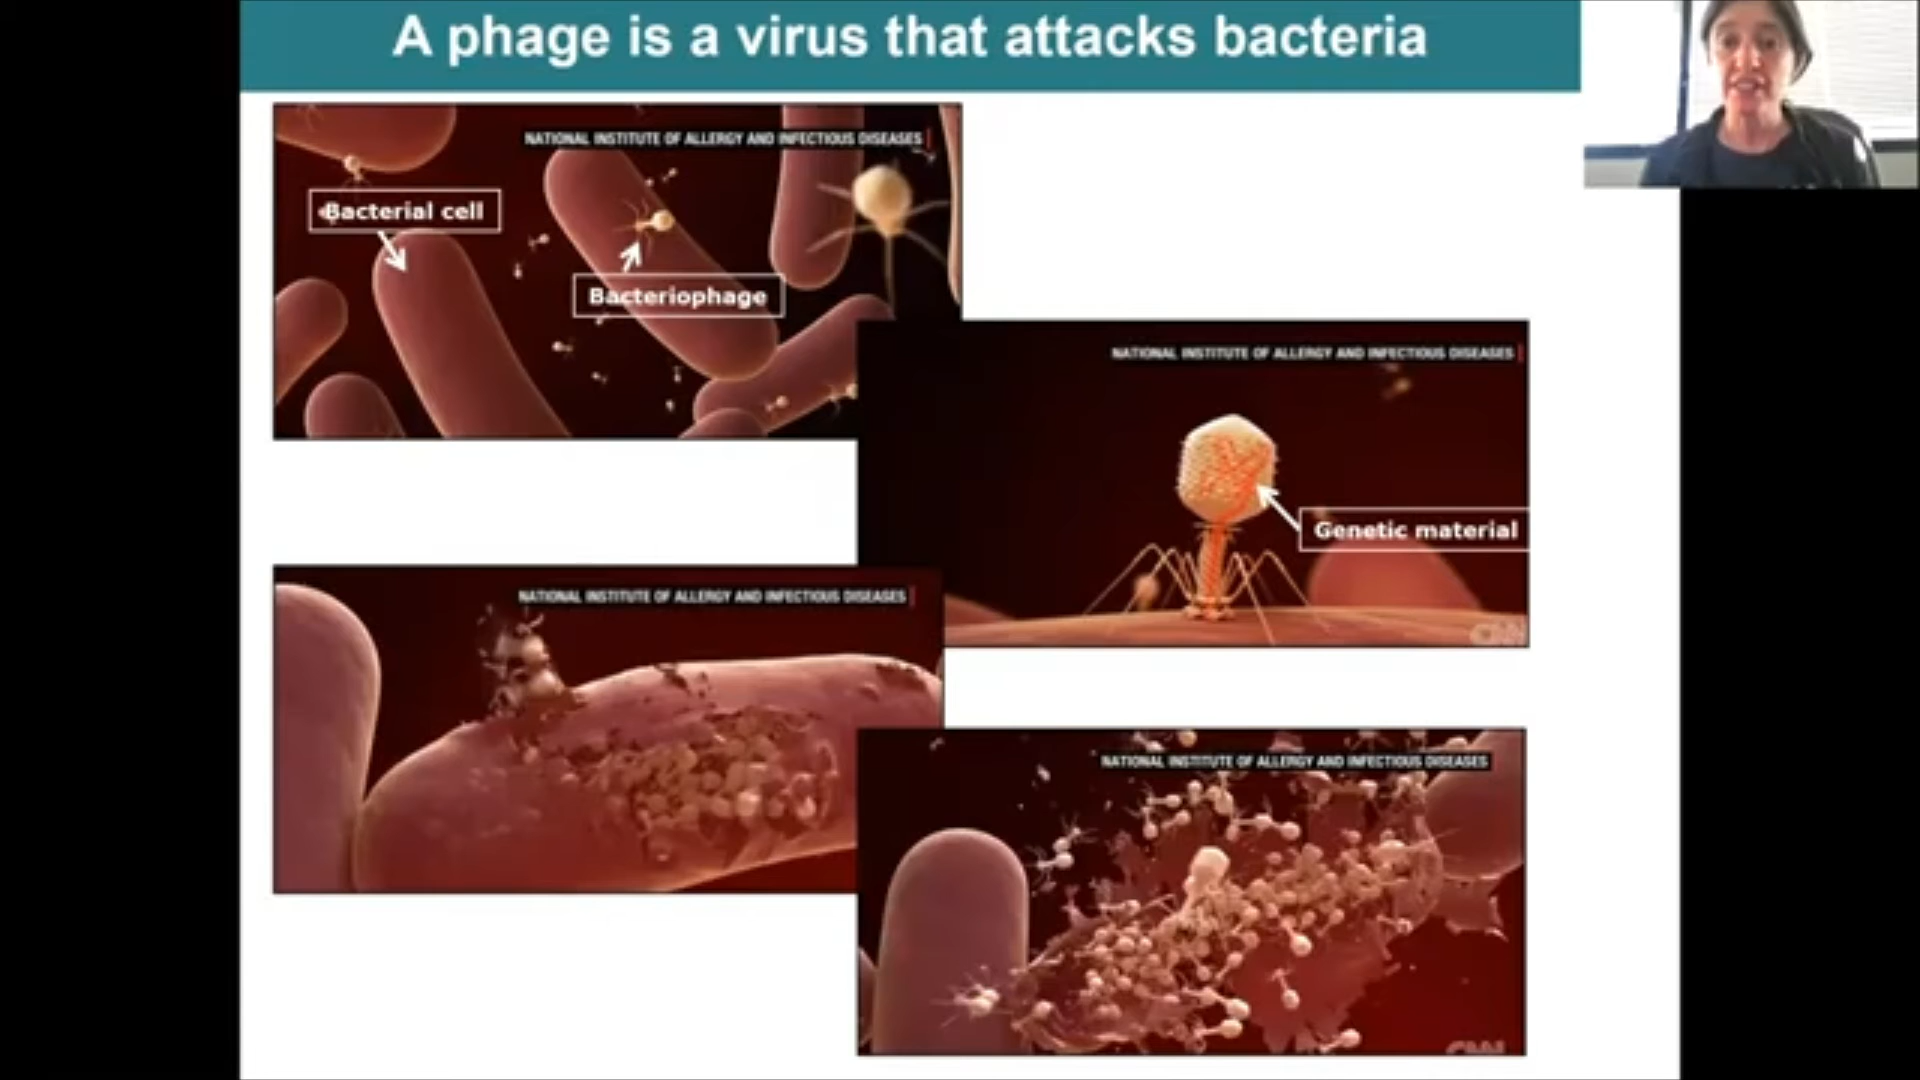 A phage is a virus that attacks bacteria
NATIONAL INSTITUTE OF ALLERGY AND INFECTIOUS DISEASES
Bacterial cell
Bacteriophage
NATIONAL INSTITUTE OF ALLERGY AND INFECTIOUS DISEASES
Genetic material
CNN
NATIONAL INSTITUTE OF ALLERGY AND INFECTIOUS DISEASES
NATIONAL INSTITUTE OF ALLERGY AND INFECTIOUS DISEASES
CNN